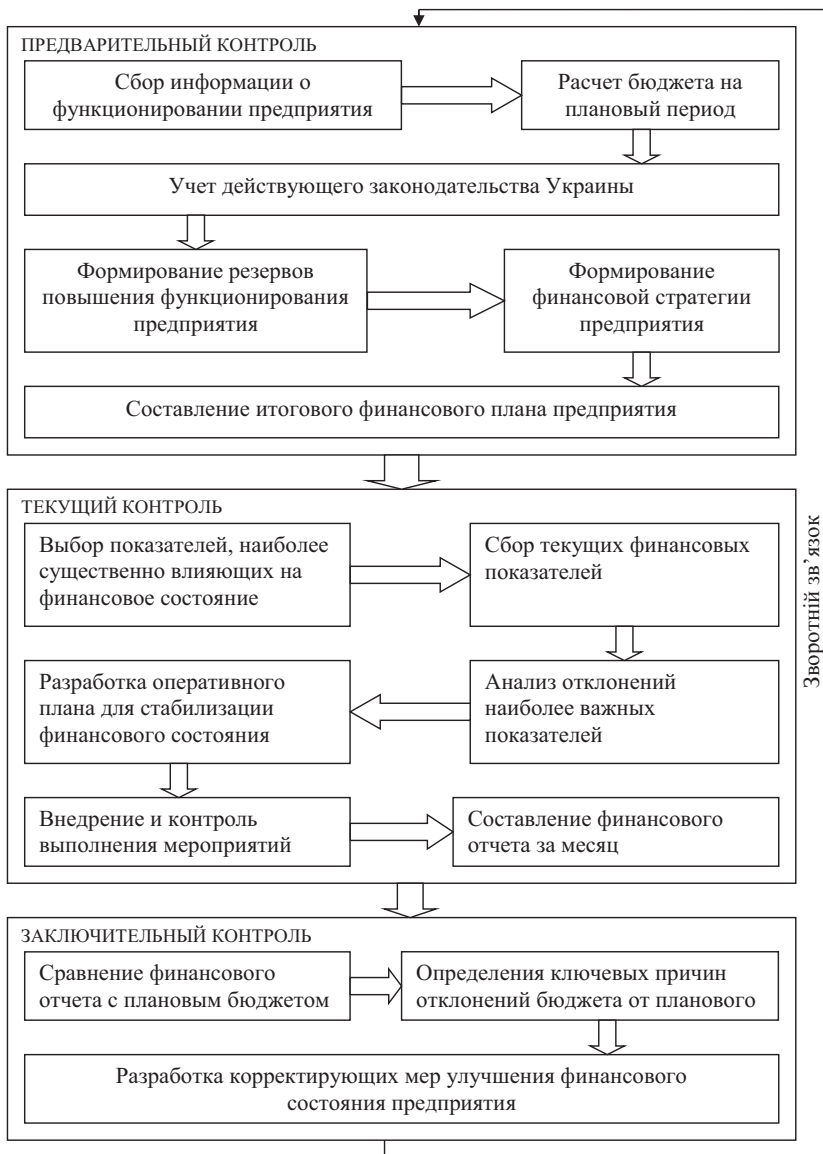 ПРЕДВАРИТЕЛЬНЫЙ КОНТРОЛЬ
Сбор информации о
функционировании предприятия
Расчет бюджета на
плановый период
Учет действующего законодательства Украины
Формирование резервов
повышения функционирования
предприятия
Формирование
финансовой стратегии
предприятия
Составление итогового финансового плана предприятия
ТЕКУЩИЙ КОНТРОЛЬ
Выбор показателей, наиболее
существенно влияющих на
финансовое состояние
Сбор текущих финансовых
показателей
Анализ отклонений
наиболее важных
показателей
Разработка оперативного
плана для стабилизации
финансового состояния
Внедрение и контроль
выполнения мероприятий
Составление финансового
отчета за месяц
ЗАКЛЮЧИТЕЛЬНЫЙ КОНТРОЛЬ
Сравнение финансового
отчета с плановым бюджетом
Определения ключевых причин
отклонений бюджета от планового
Разработка корректирующих мер улучшения финансового
состояния предприятия
Зворотній зв’язок